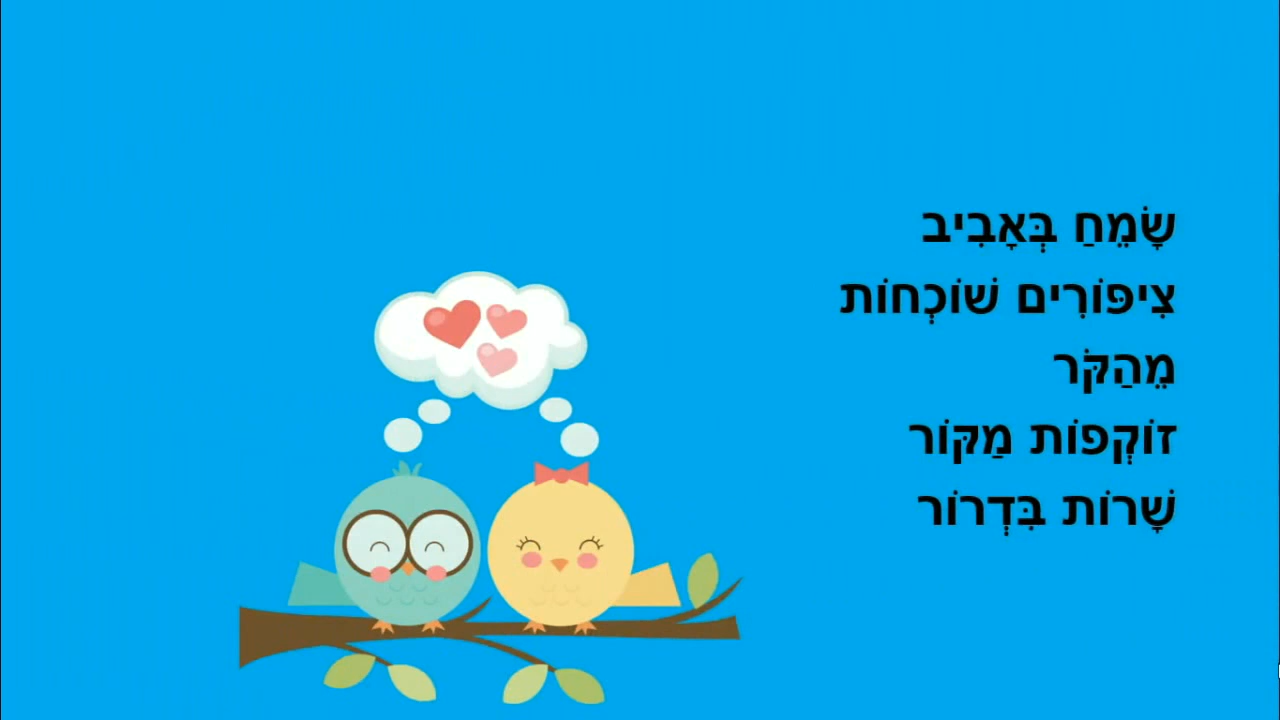 שָׂמֵחַ בְּאָבִיב
צִיפּוֹרִים שׁוֹכְחוֹת
מֵהַקֹּר
זוֹקְפוֹת מַקּוֹר
שָׁרוֹת בִּדְרוֹר